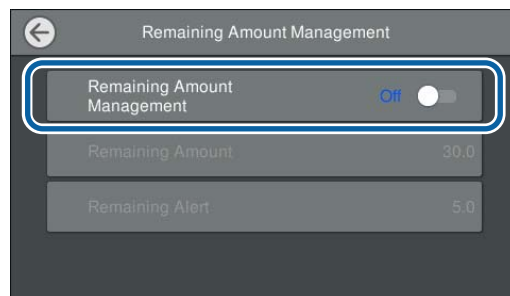 Remaining Amount Management
Remaining Amount
Management
Off
Remaining Amount
30.0
Remaining Alert
5.0